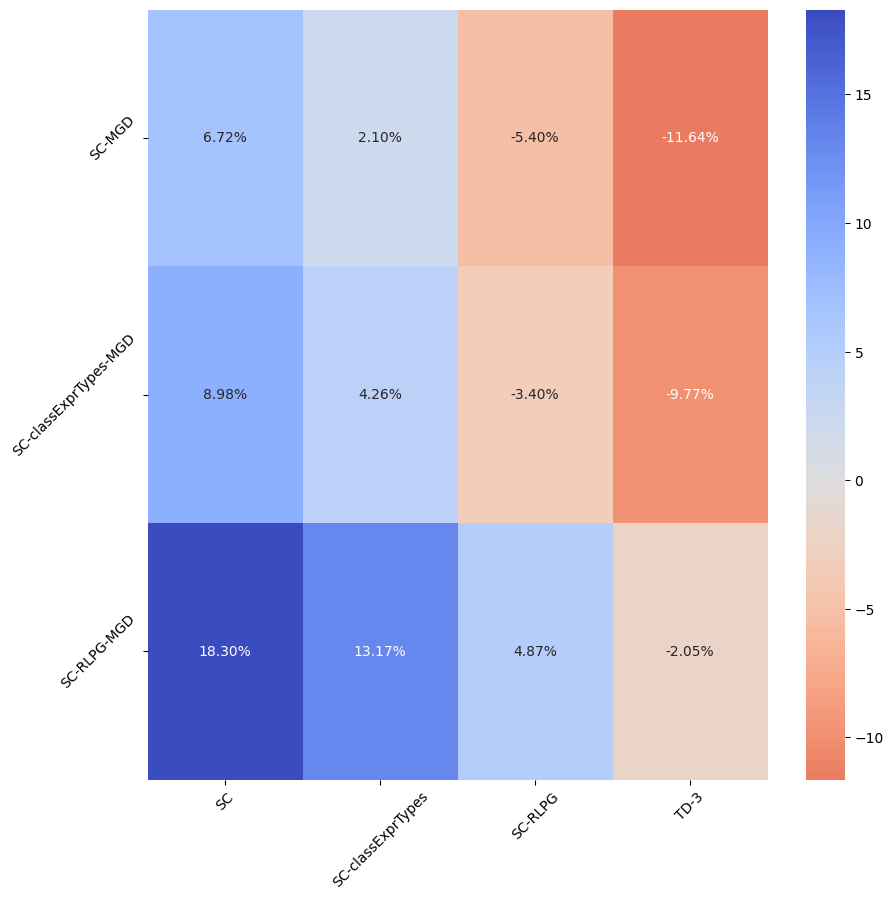 SC-MGD
6.72%
2.10%
-5.40%
-11.64%
SC-classExprTypes-MGD
8.98%
4.26%
-3.40%
-9.77%
SC-RLPG-MGD
18.30%
13.17%
4.87%
-2.05%
SC
SC-classExprTypes
SC-RLPG
TD-3
15
10
5
0
−5
−10